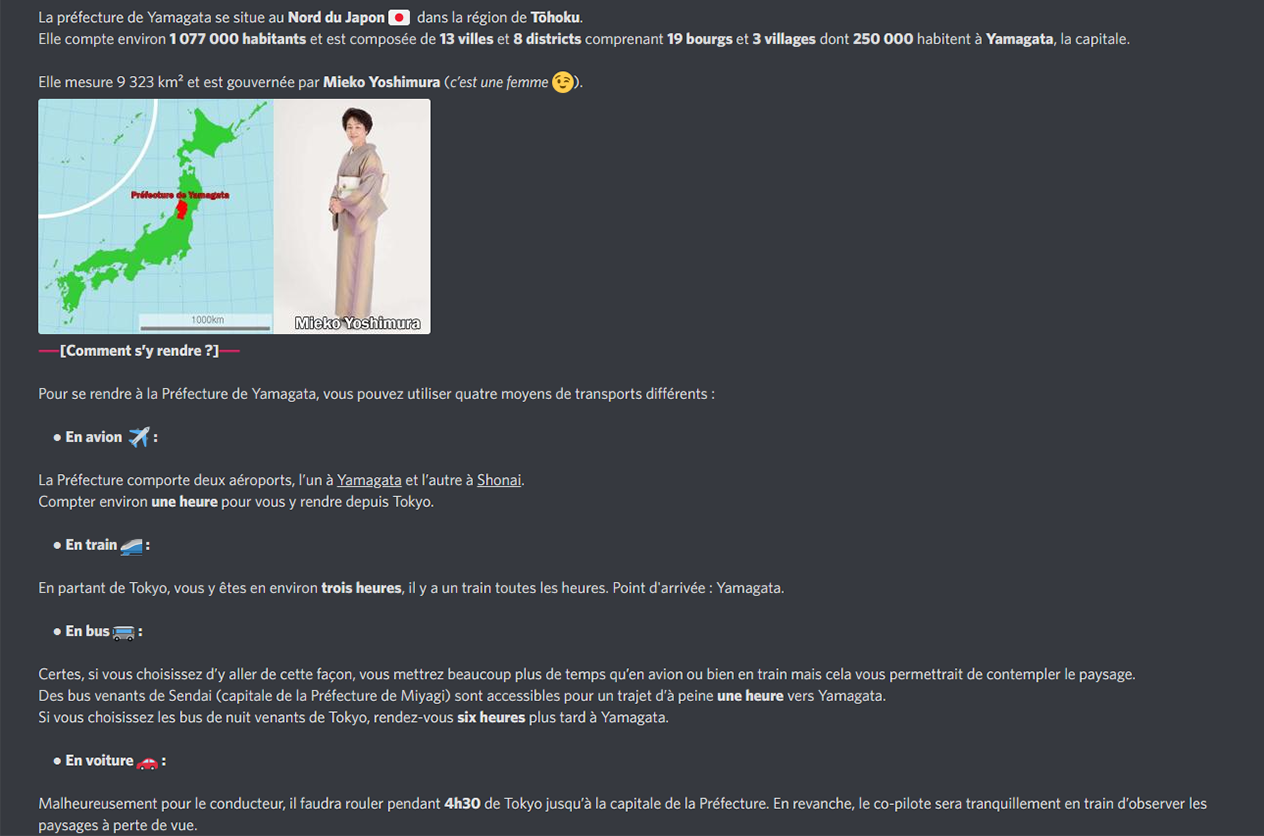 La préfecture de Yamagata se situe au Nord du Japon 🇯🇵 dans la région de Tōhoku.
Elle compte environ 1 077 000 habitants et est composée de 13 villes et 8 districts comprenant 19 bourgs et 3 villages dont 250 000 habitent à Yamagata, la capitale.
Elle mesure 9 323 km² et est gouvernée par Mieko Yoshimura (c’est une femme 😉).
Préfecture de Yamagata
1000km
Mieko Yoshimura
──[Comment s’y rendre ?]──
Pour se rendre à la Préfecture de Yamagata, vous pouvez utiliser quatre moyens de transports différents :
● En avion ✈️ :
La Préfecture comporte deux aéroports, l’un à Yamagata et l’autre à Shonai.
Compter environ une heure pour vous y rendre depuis Tokyo.
● En train 🚄 :
En partant de Tokyo, vous y êtes en environ trois heures, il y a un train toutes les heures. Point d'arrivée : Yamagata.
● En bus 🚌 :
Certes, si vous choisissez d’y aller de cette façon, vous mettrez beaucoup plus de temps qu’en avion ou bien en train mais cela vous permettrait de contempler le paysage.
Des bus venants de Sendai (capitale de la Préfecture de Miyagi) sont accessibles pour un trajet d’à peine une heure vers Yamagata.
Si vous choisissez les bus de nuit venants de Tokyo, rendez-vous six heures plus tard à Yamagata.
● En voiture 🚗 :
Malheureusement pour le conducteur, il faudra rouler pendant 4h30 de Tokyo jusqu’à la capitale de la Préfecture. En revanche, le co-pilote sera tranquillement en train d’observer les
paysages à perte de vue.